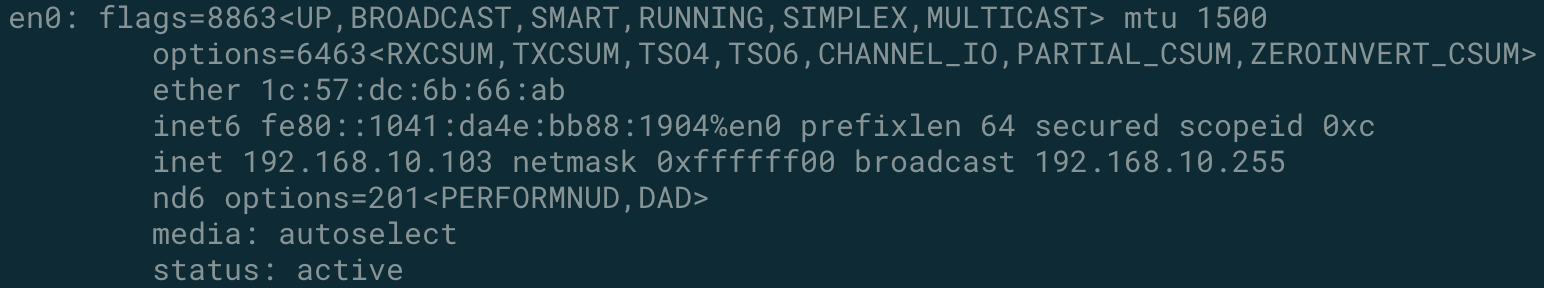 en0: flags=8863<UP,BROADCAST,SMART,RUNNING,SIMPLEX,MULTICAST> mtu 1500
options=6463<RXCSUM,TXCSUM,TSO4,TSO6,CHANNEL_IO,PARTIAL_CSUM,ZEROINVERT_CSUM>
ether 1c:57:dc:6b:66:ab
inet6 fe80::1041:da4e:bb88:1904%en0 prefixlen 64 secured scopeid 0xc
inet 192.168.10.103 netmask 0xffffff00 broadcast 192.168.10.255
nd6 options=201<PERFORMNUD,DAD>
media: autoselect
status: active